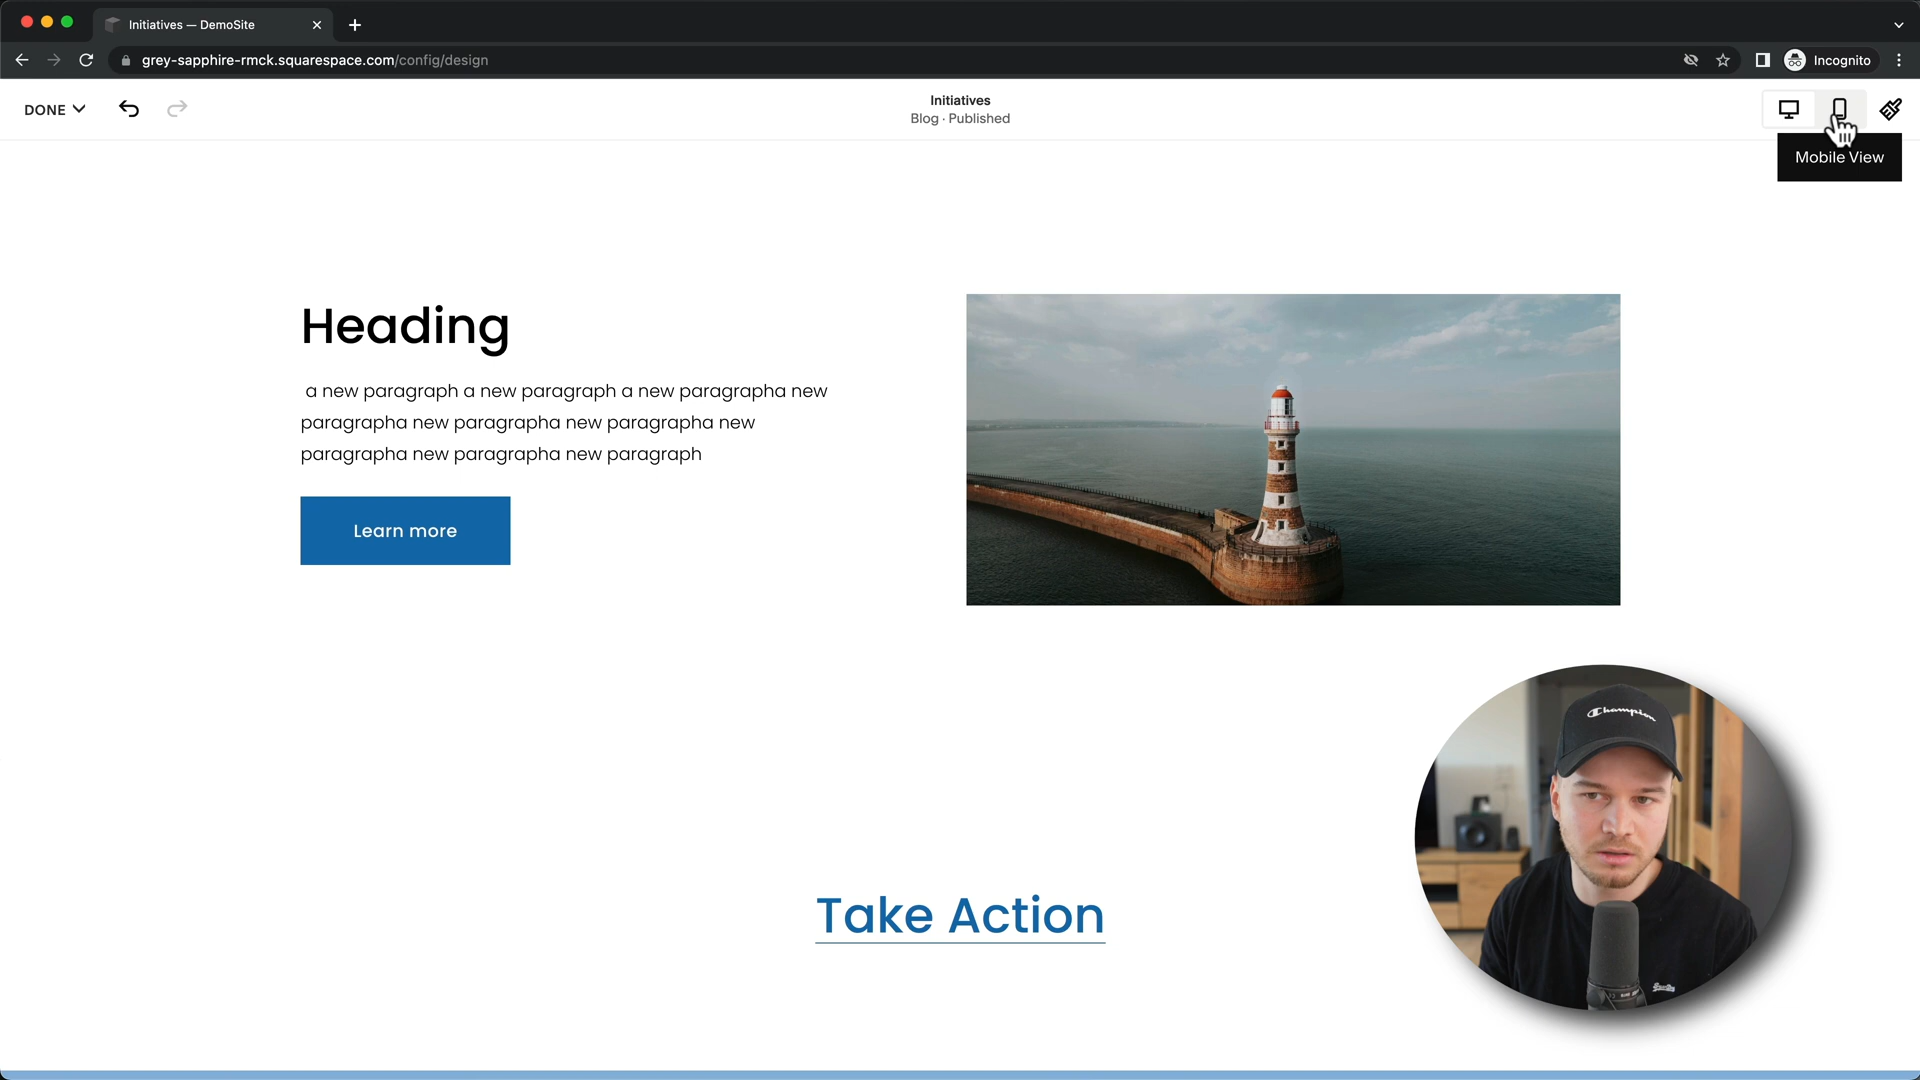 Initiatives — DemoSite
grey-sapphire-rmck.squarespace.com/config/design
Incognito
DONE
Initiatives
Blog · Published
Mobile View
Heading
a new paragraph a new paragraph a new paragrapha new
paragrapha new paragrapha new paragrapha new
paragrapha new paragrapha new paragraph
Learn more
Champion
Take Action